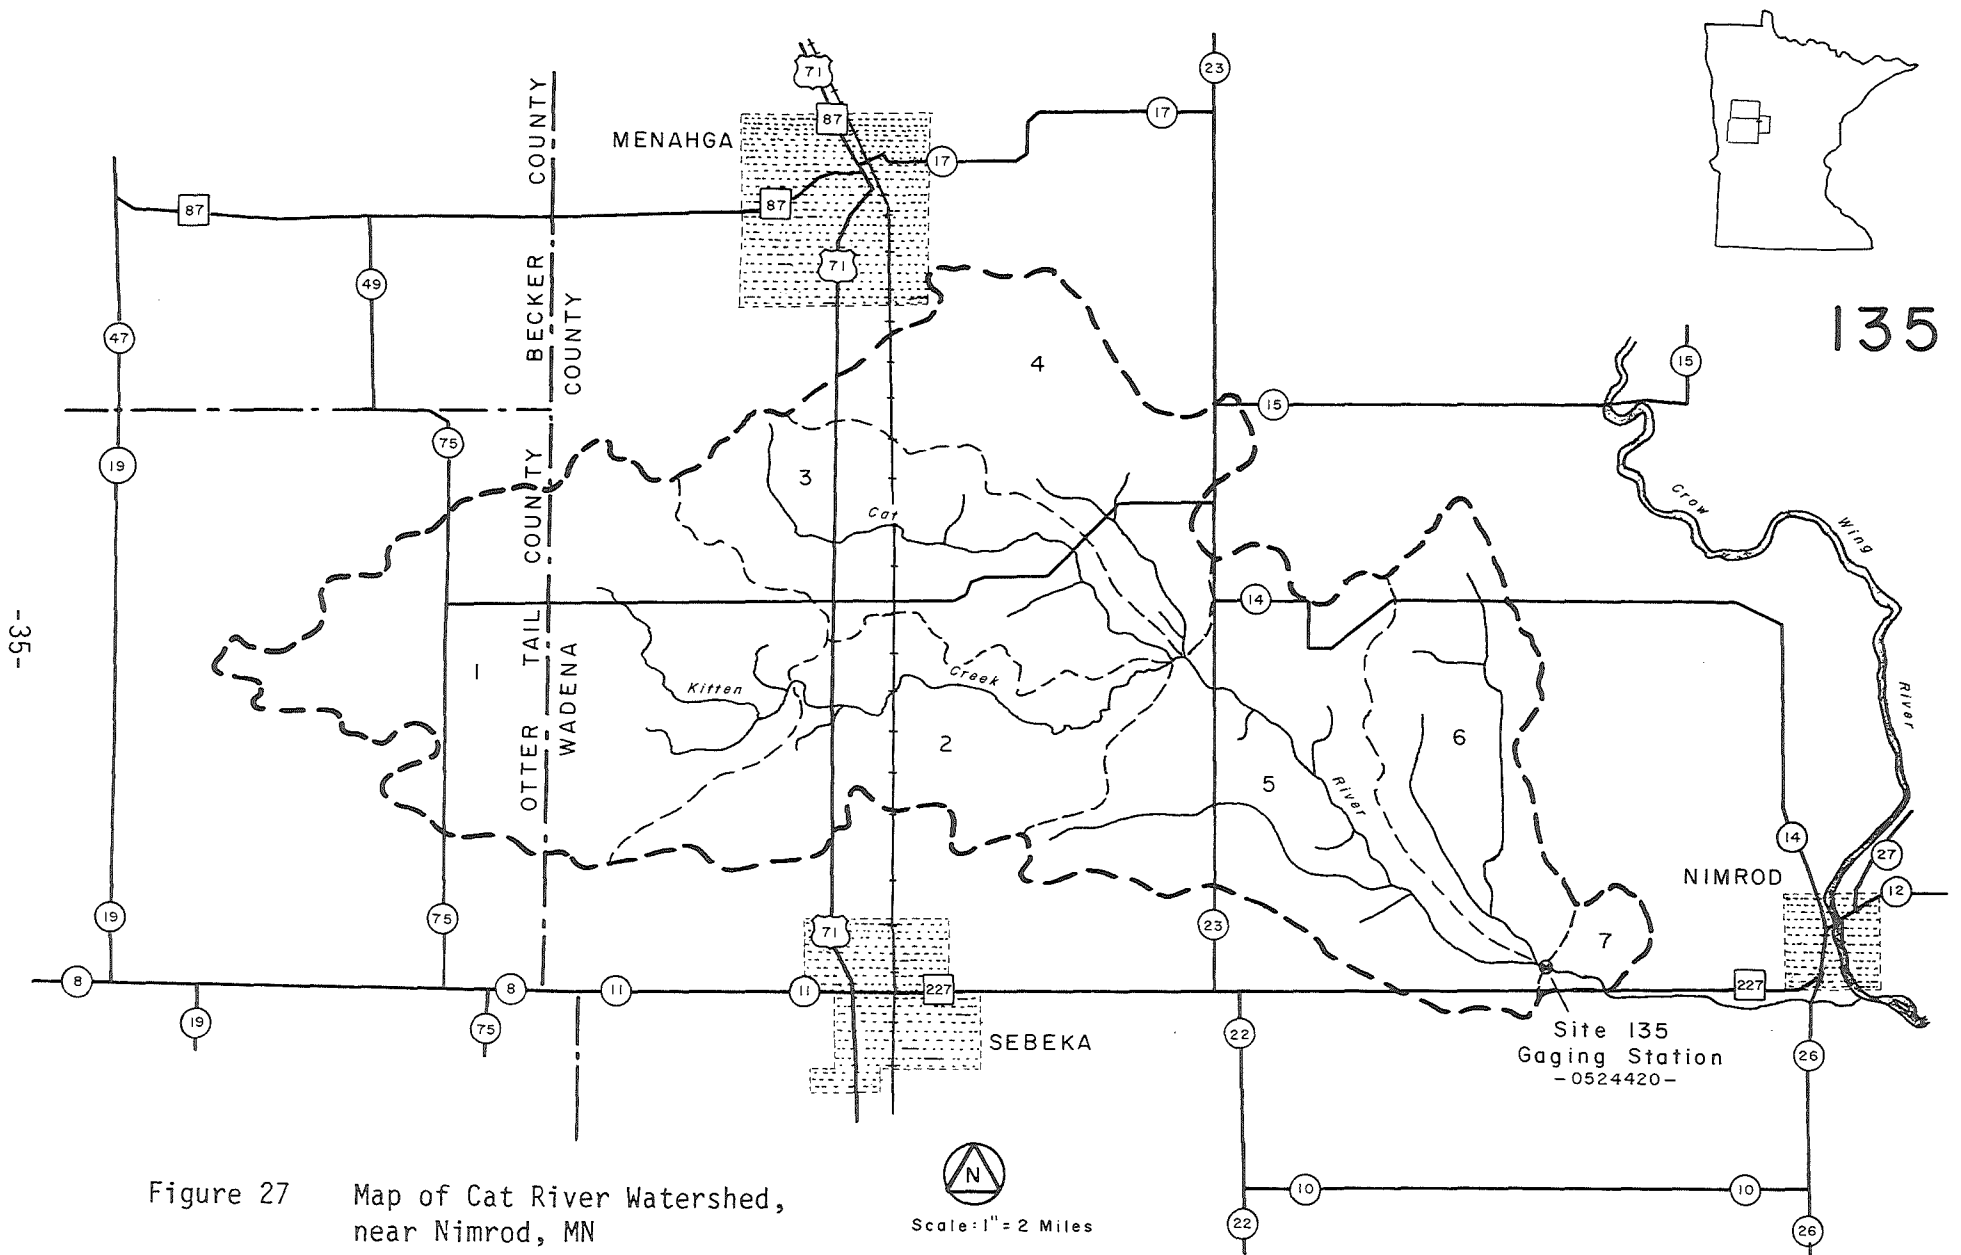 71
23
BECKER COUNTY
MENAHGA
87
17
17
87
87
71
49
135
47
4
COUNTY
15
15
75
19
3
Cat
Crow
Wing
River
OTTER TAIL COUNTY
WADENA
14
1
Kitten
Creek
2
6
5
River
14
27
NIMROD
12
19
75
71
23
7
8
8
11
11
227
227
19
75
SEBEKA
22
Site 135
Gaging Station
-0524420-
26
N
10
10
Scale: 1" = 2 Miles
22
26
-35-
Figure 27 Map of Cat River Watershed,
near Nimrod, MN